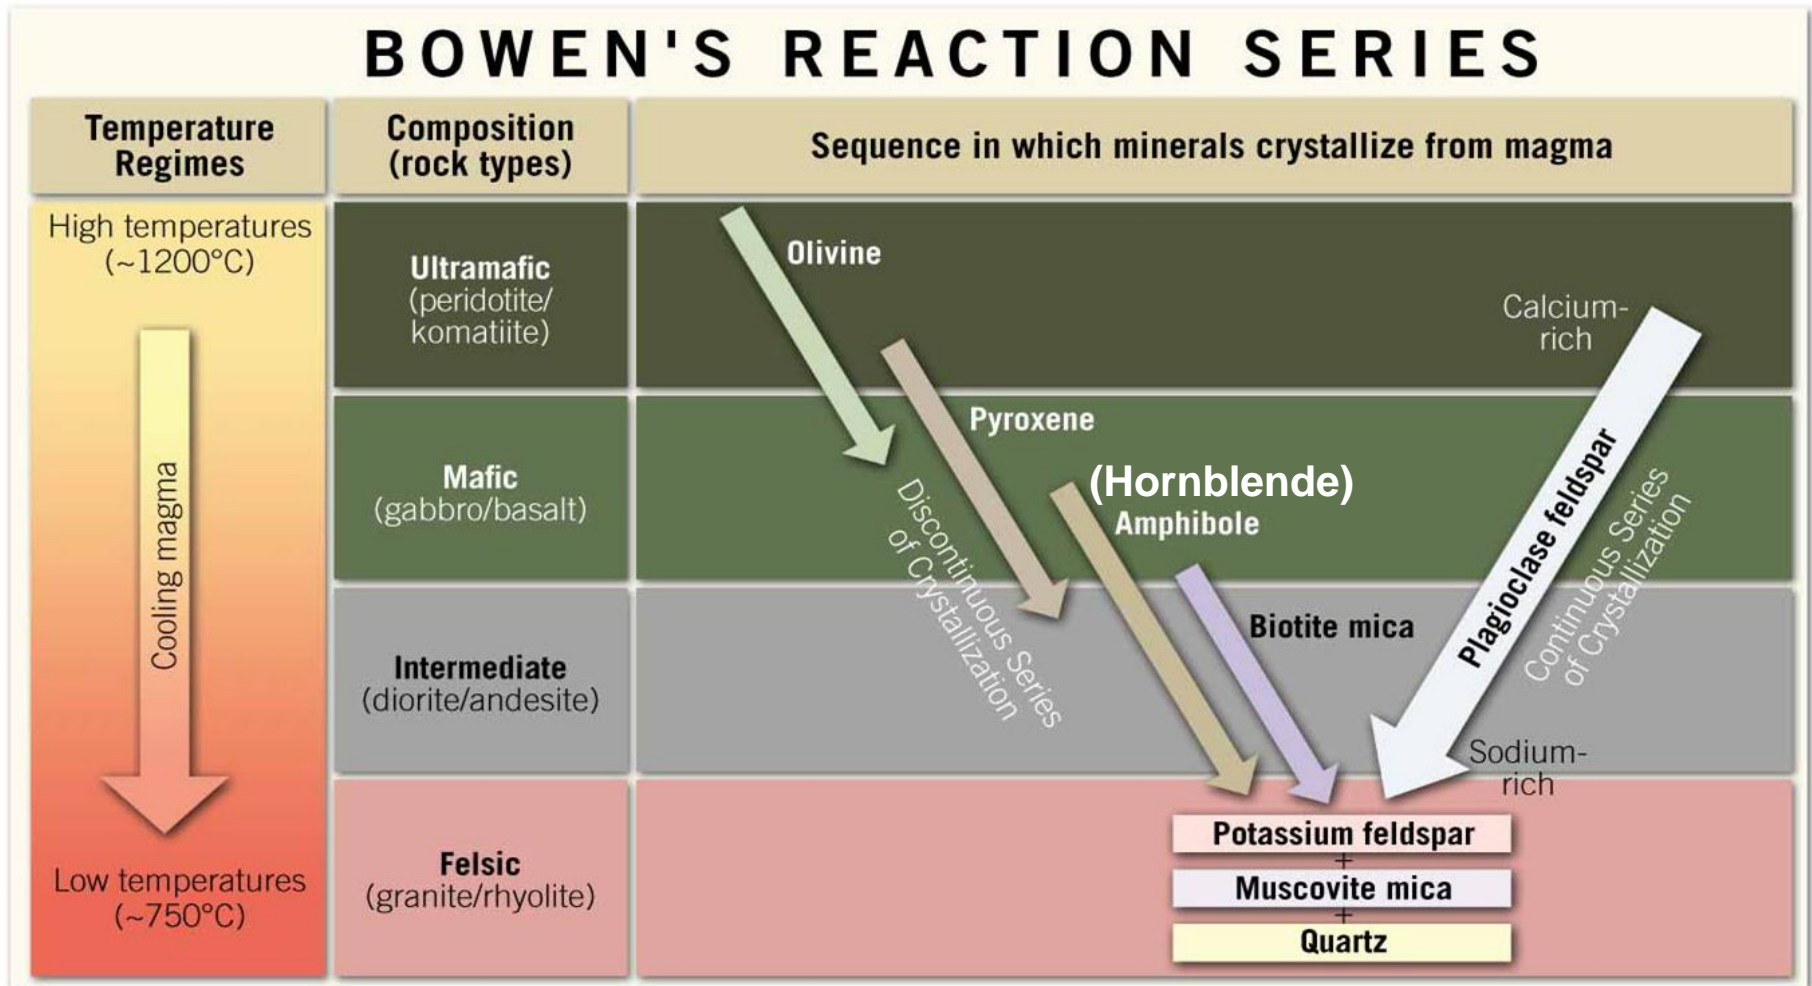 BOWEN'S REACTION SERIES
Temperature
Regimes
Composition
(rock types)
Sequence in which minerals crystallize from magma
High temperatures
(~1200°C)
Cooling magma
Low temperatures
(~750°C)
Ultramafic
(peridotite/
komatiite)
Mafic
(gabbro/basalt)
Intermediate
(diorite/andesite)
Felsic
(granite/rhyolite)
Olivine
Pyroxene
(Hornblende)
Amphibole
Biotite mica
Discontinuous Series
of Crystallization
Calcium-
rich
Plagioclase feldspar
Continuous Series
of Crystallization
Sodium-
rich
Potassium feldspar
+
Muscovite mica
+
Quartz